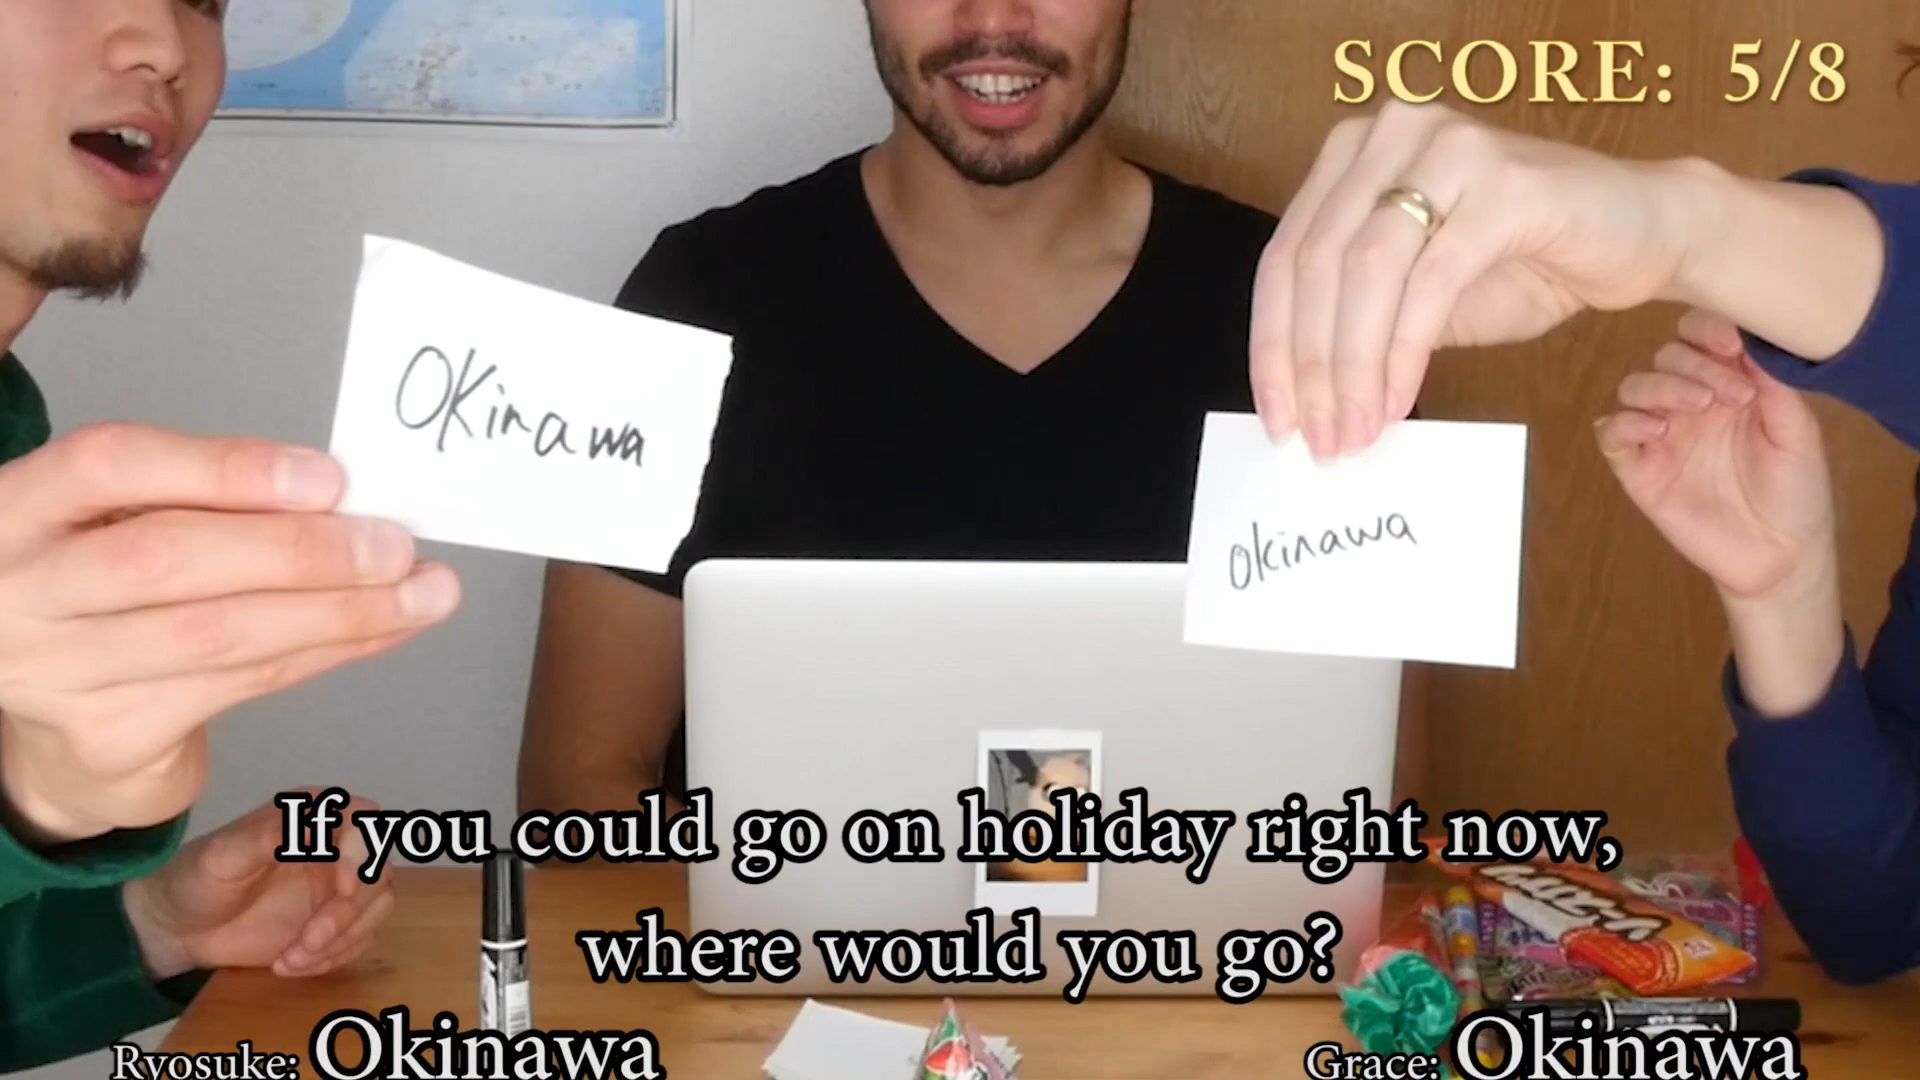 SCORE: 5/8
Okinawa
Okinawa
If you could go on holiday right now,
where would you go?
Ryosuke: Okinawa
Grace: Okinawa